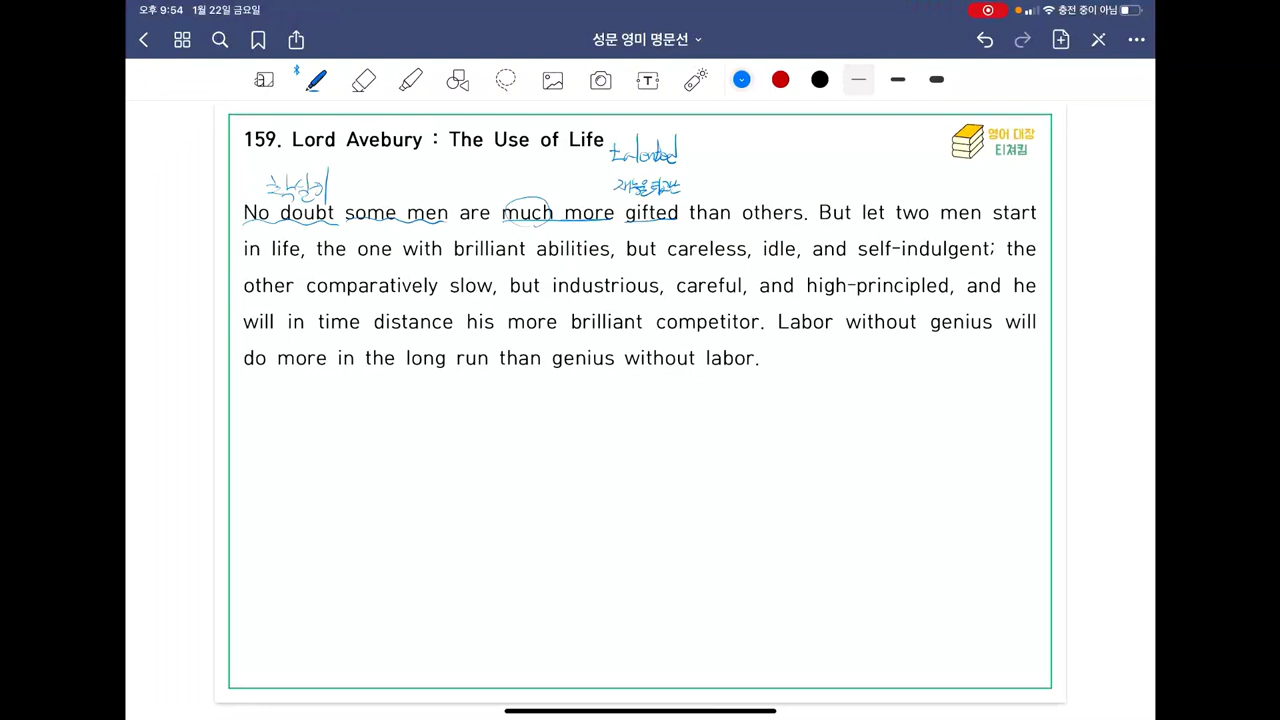 오후 9:54 1월 22일 금요일
충전 중이 아님
성문 영미 명문선
159. Lord Avebury : The Use of Life
영어 대장
티쳐킴
talented
확실히
No doubt some men are much more gifted than others. But let two men start
in life, the one with brilliant abilities, but careless, idle, and self-indulgent; the
other comparatively slow, but industrious, careful, and high-principled, and he
will in time distance his more brilliant competitor. Labor without genius will
do more in the long run than genius without labor.